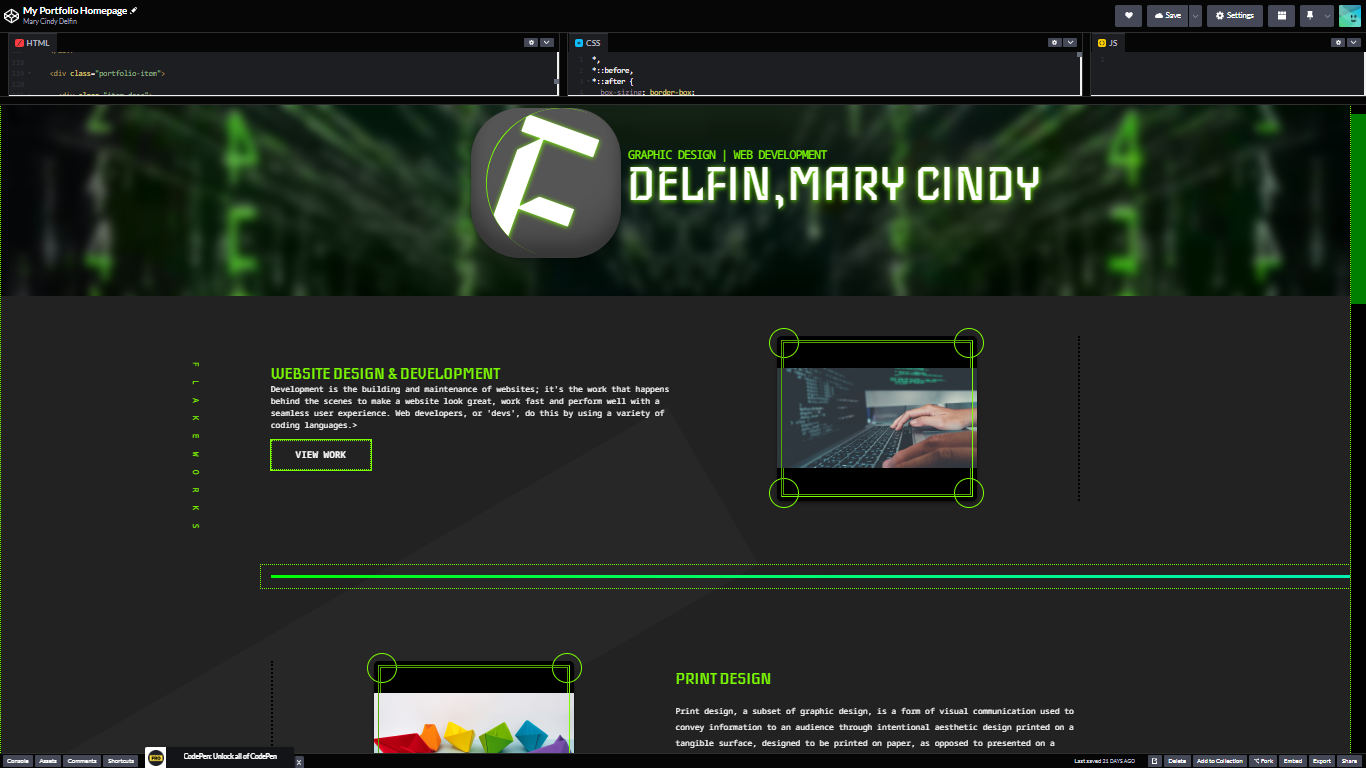 My Portfolio Homepage
Mary Cindy Delfin
Save
Settings
HTML
CSS
JS
118
119
<div class="portfolio-item">
120
1
*,
2
*::before,
3
*::after {
4
box-sizing: border-box;
1
GRAPHIC DESIGN | WEB DEVELOPMENT
DELFIN,MARY CINDY
FLAKEWORKS
WEBSITE DESIGN & DEVELOPMENT
Development is the building and maintenance of websites; it's the work that happens
behind the scenes to make a website look great, work fast and perform well with a
seamless user experience. Web developers, or 'devs', do this by using a variety of
coding languages.>
VIEW WORK
PRINT DESIGN
Print design, a subset of graphic design, is a form of visual communication used to
convey information to an audience through intentional aesthetic design printed on a
tangible surface, designed to be printed on paper, as opposed to presented on a
Console
Assets
Comments
Shortcuts
PRO
CodePen: Unlock all of CodePen
x
Last saved 21 DAYS AGO
Delete
Add to Collection
Fork
Embed
Export
Share